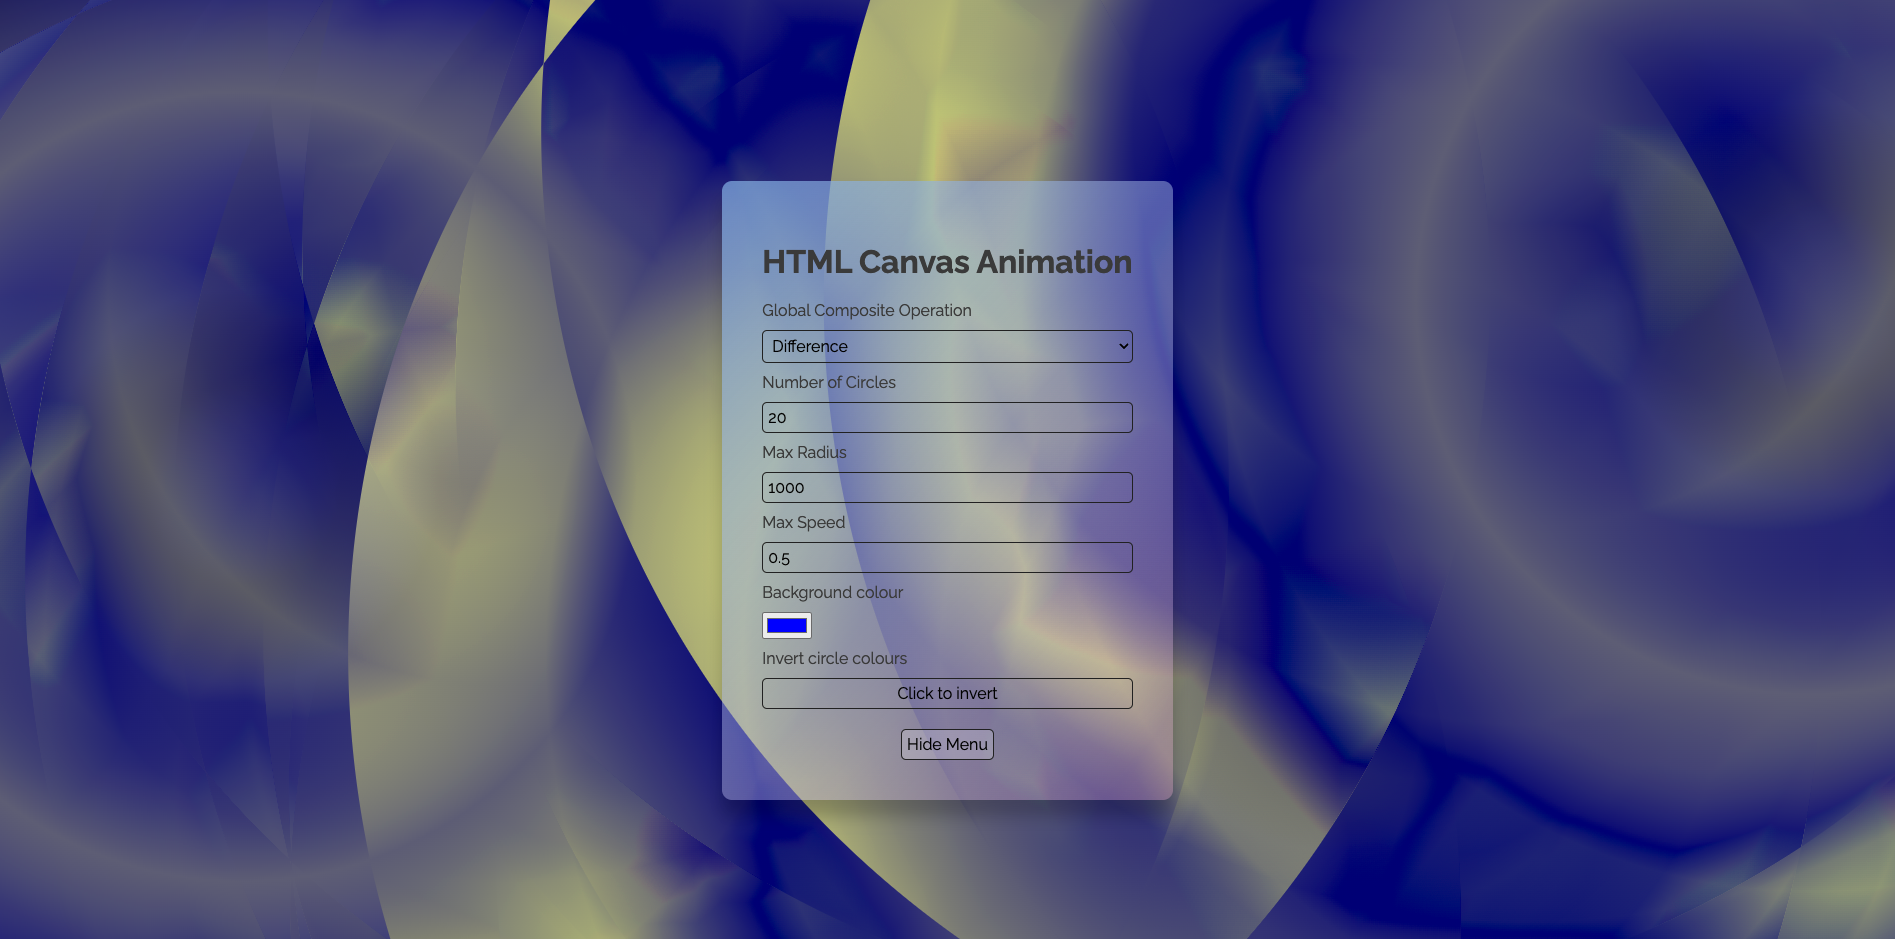 HTML Canvas Animation
Global Composite Operation
Difference
Number of Circles
20
Max Radius
1000
Max Speed
0.5
Background colour
Invert circle colours
Click to invert
Hide Menu